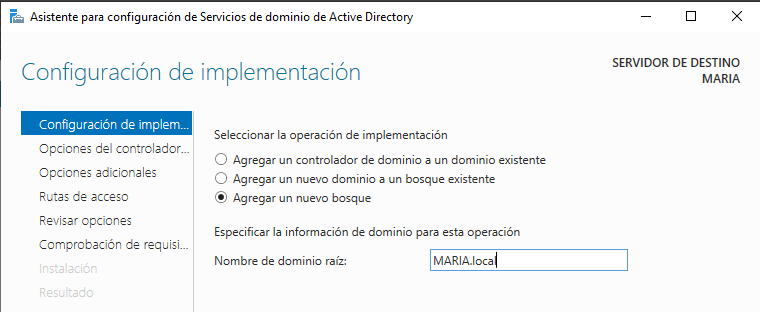 Asistente para configuración de Servicios de dominio de Active Directory
Configuración de implementación
SERVIDOR DE DESTINO
MARIA
Configuración de implem...
Opciones del controlador...
Opciones adicionales
Rutas de acceso
Revisar opciones
Comprobación de requisi...
Instalación
Resultado
Seleccionar la operación de implementación
Agregar un controlador de dominio a un dominio existente
Agregar un nuevo dominio a un bosque existente
Agregar un nuevo bosque
Especificar la información de dominio para esta operación
Nombre de dominio raíz: MARIA.local